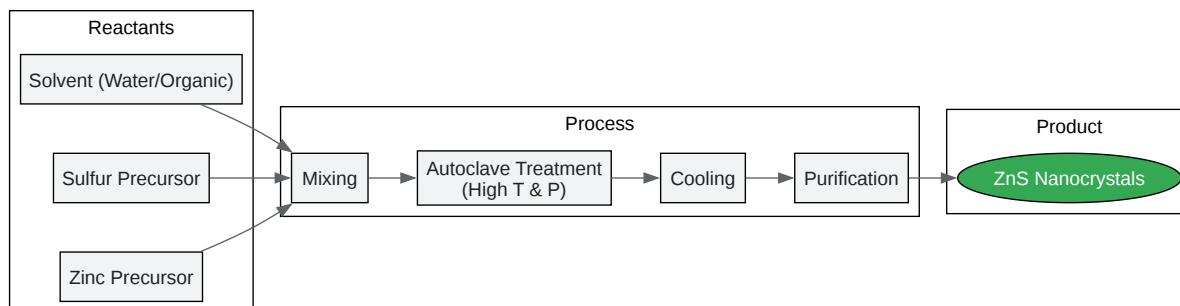 Reactants
Solvent (Water/Organic)
Sulfur Precursor
Zinc Precursor
Process
Mixing
Autoclave Treatment
(High T & P)
Cooling
Purification
Product
ZnS Nanocrystals